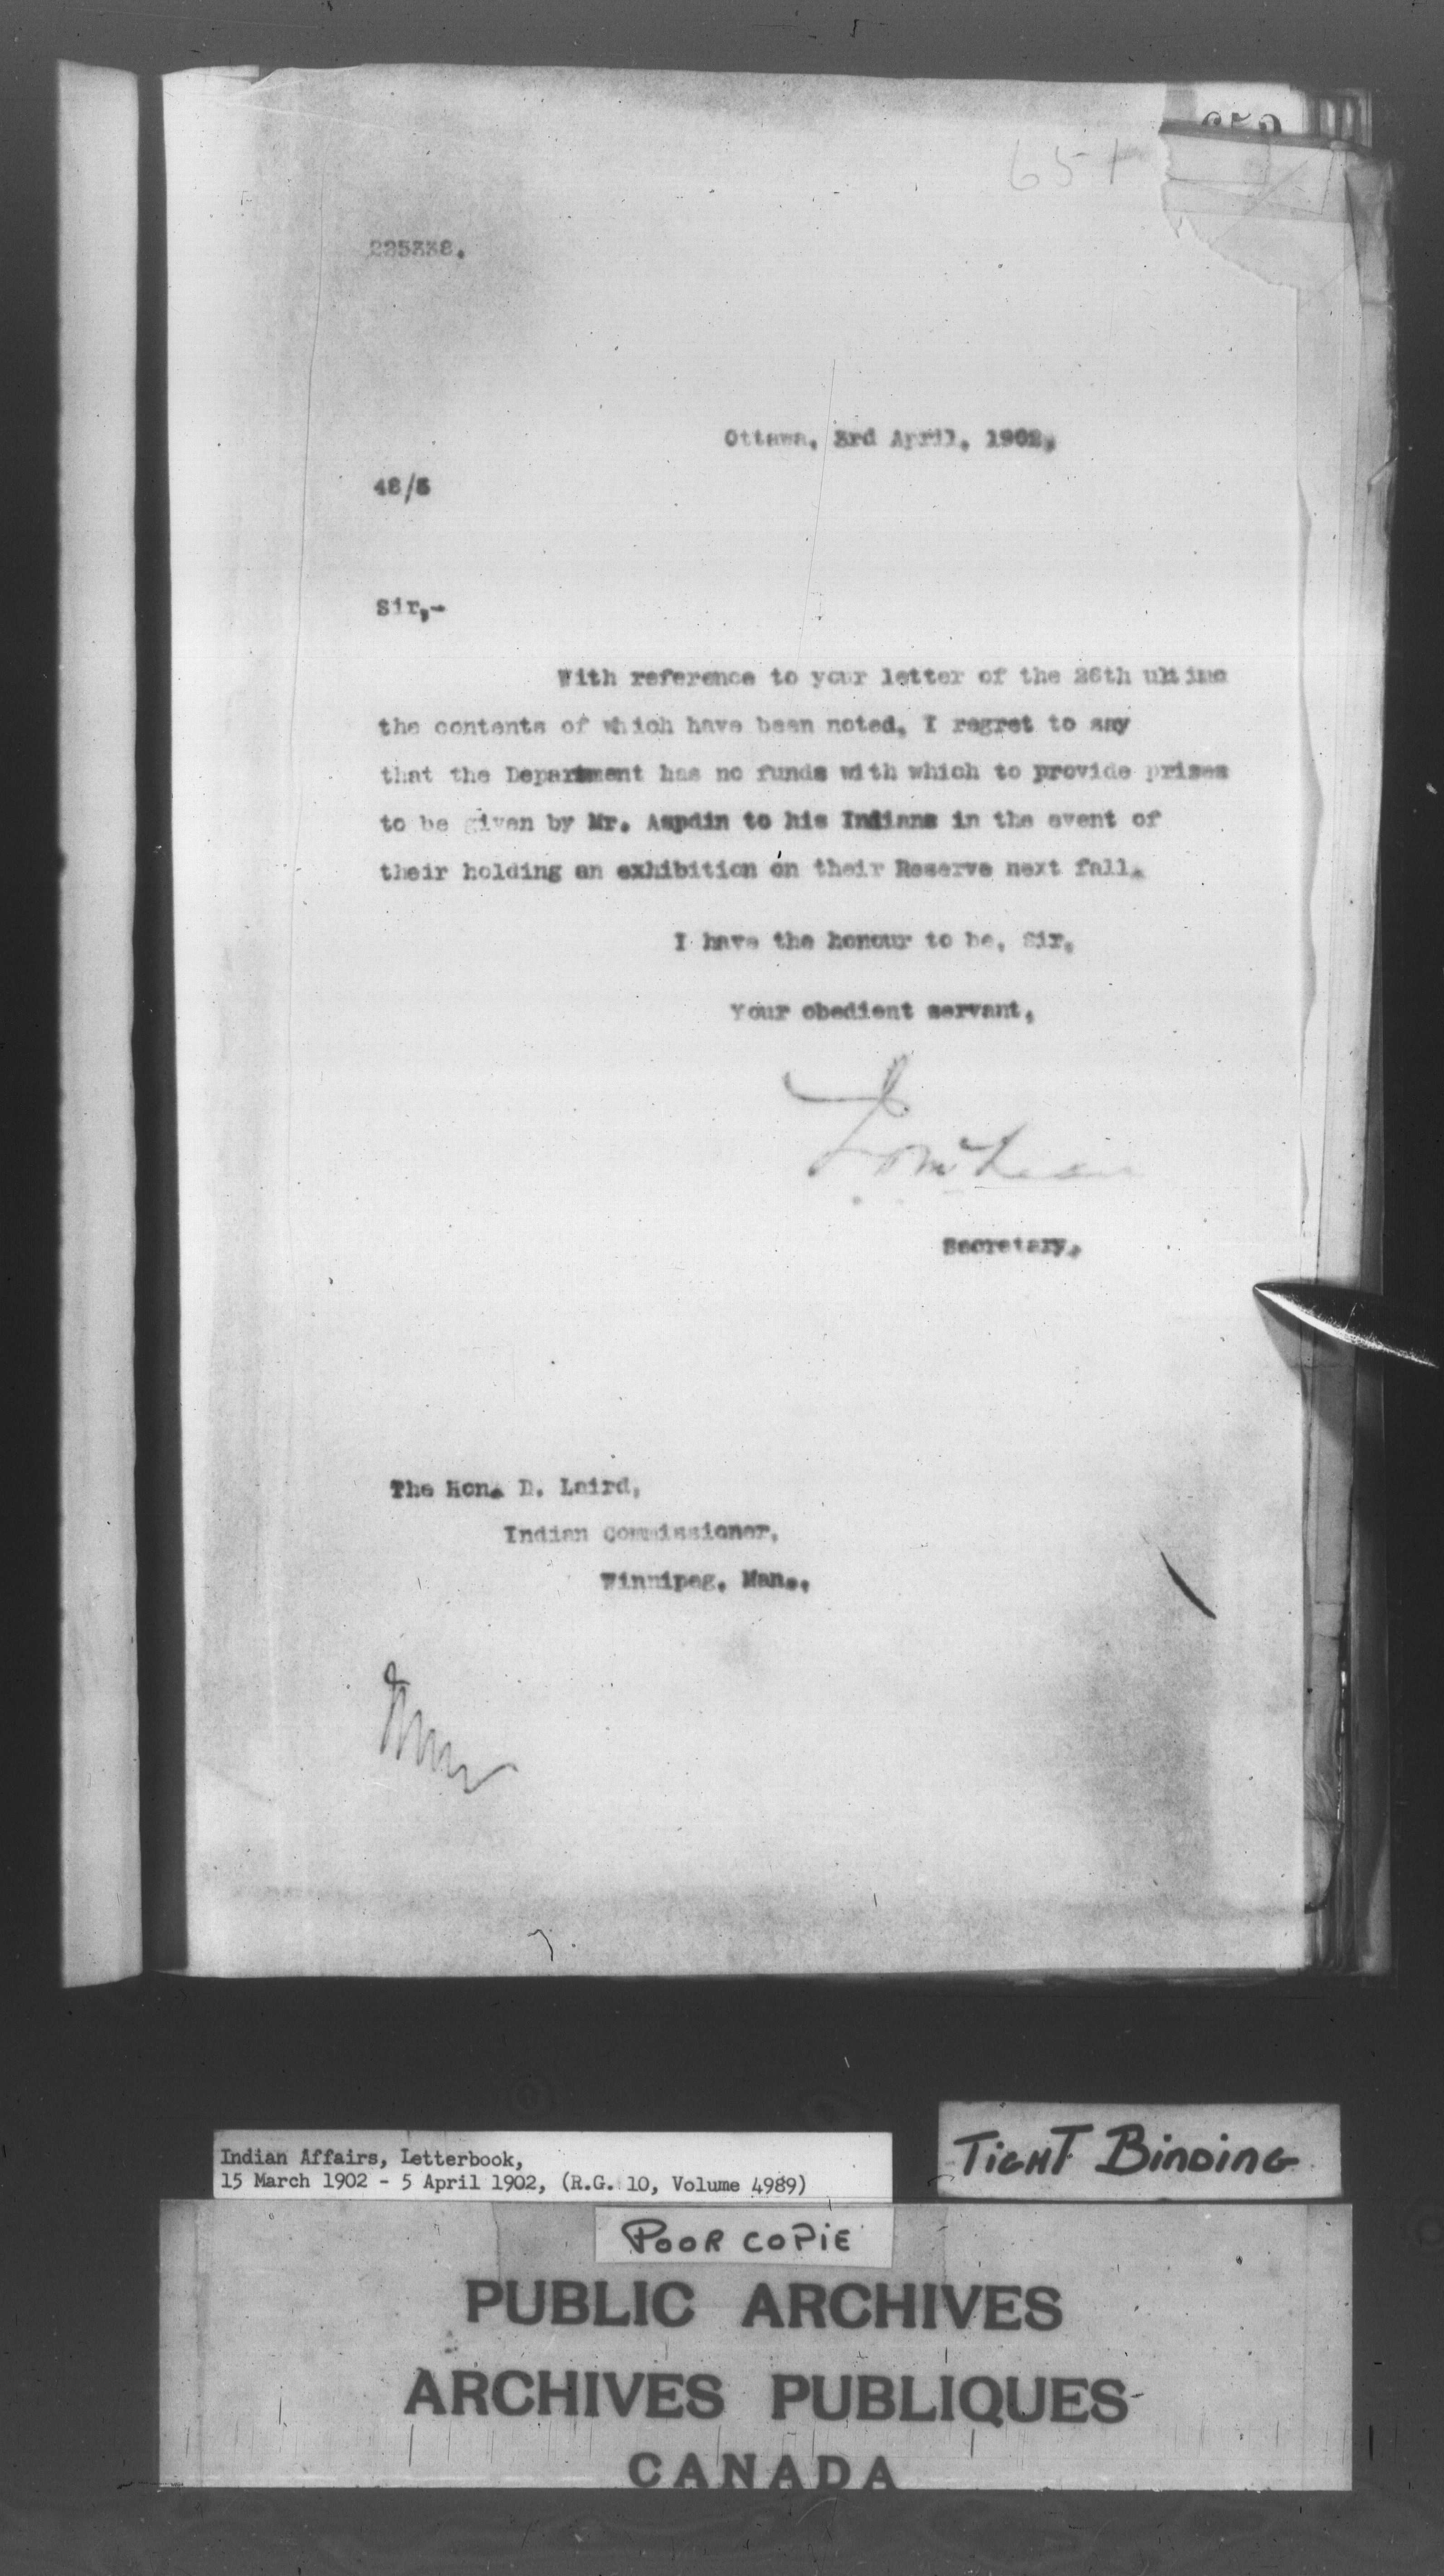 651
225338.
Ottawa, 3rd April, 1902,
48/3
Sir,-
With reference to your letter of the 26th ultimo
the contents of which have been noted, I regret to say
that the Department has no funds with which to provide prizes
to be given by Mr. Aspdin to his Indians in the event of
their holding an exhibition on their Reserve next fall.
I have the honour to be, Sir,
Your obedient servant,
Secretary.
The Hon. D. Laird,
Indian Commissioner,
Winnipeg, Man..
Indian Affairs, Letterbook,
15 March 1902 - 5 April 1902, (R.G. 10, Volume 4989)
TIGHT BINDING
POOR COPIE
PUBLIC ARCHIVES
ARCHIVES PUBLIQUES
CANADA